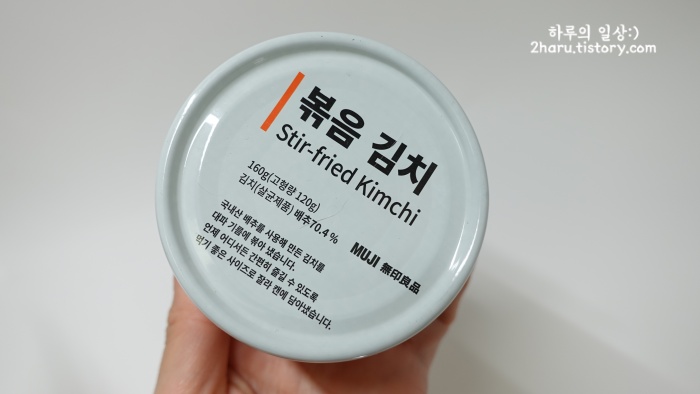 하루의 일상:)
2haru.tistory.com
볶음 김치
Stir-fried Kimchi
160g(고형량 120g)
김치(살균제품) 배추70.4 %
국내산 배추를 사용해 만든 김치를
대파 기름에 볶아 냈습니다.
언제 어디서든 간편히 즐길 수 있도록
먹기 좋은 사이즈로 잘라 캔에 담아냈습니다.
MUJI 無印良品